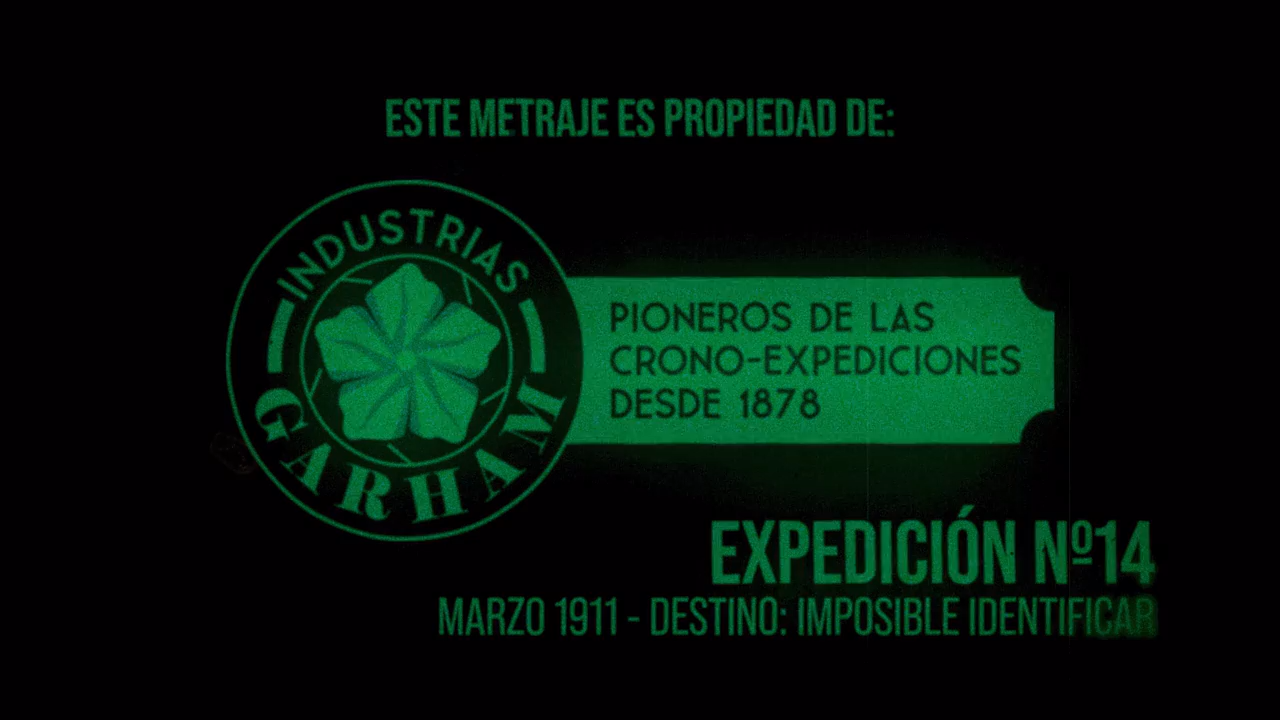 ESTE METRAJE ES PROPIEDAD DE:
INDUSTRIAS
GARHAM
PIONEROS DE LAS
CRONO-EXPEDICIONES
DESDE 1878
EXPEDICIÓN Nº14
MARZO 1911 - DESTINO: IMPOSIBLE IDENTIFICAR